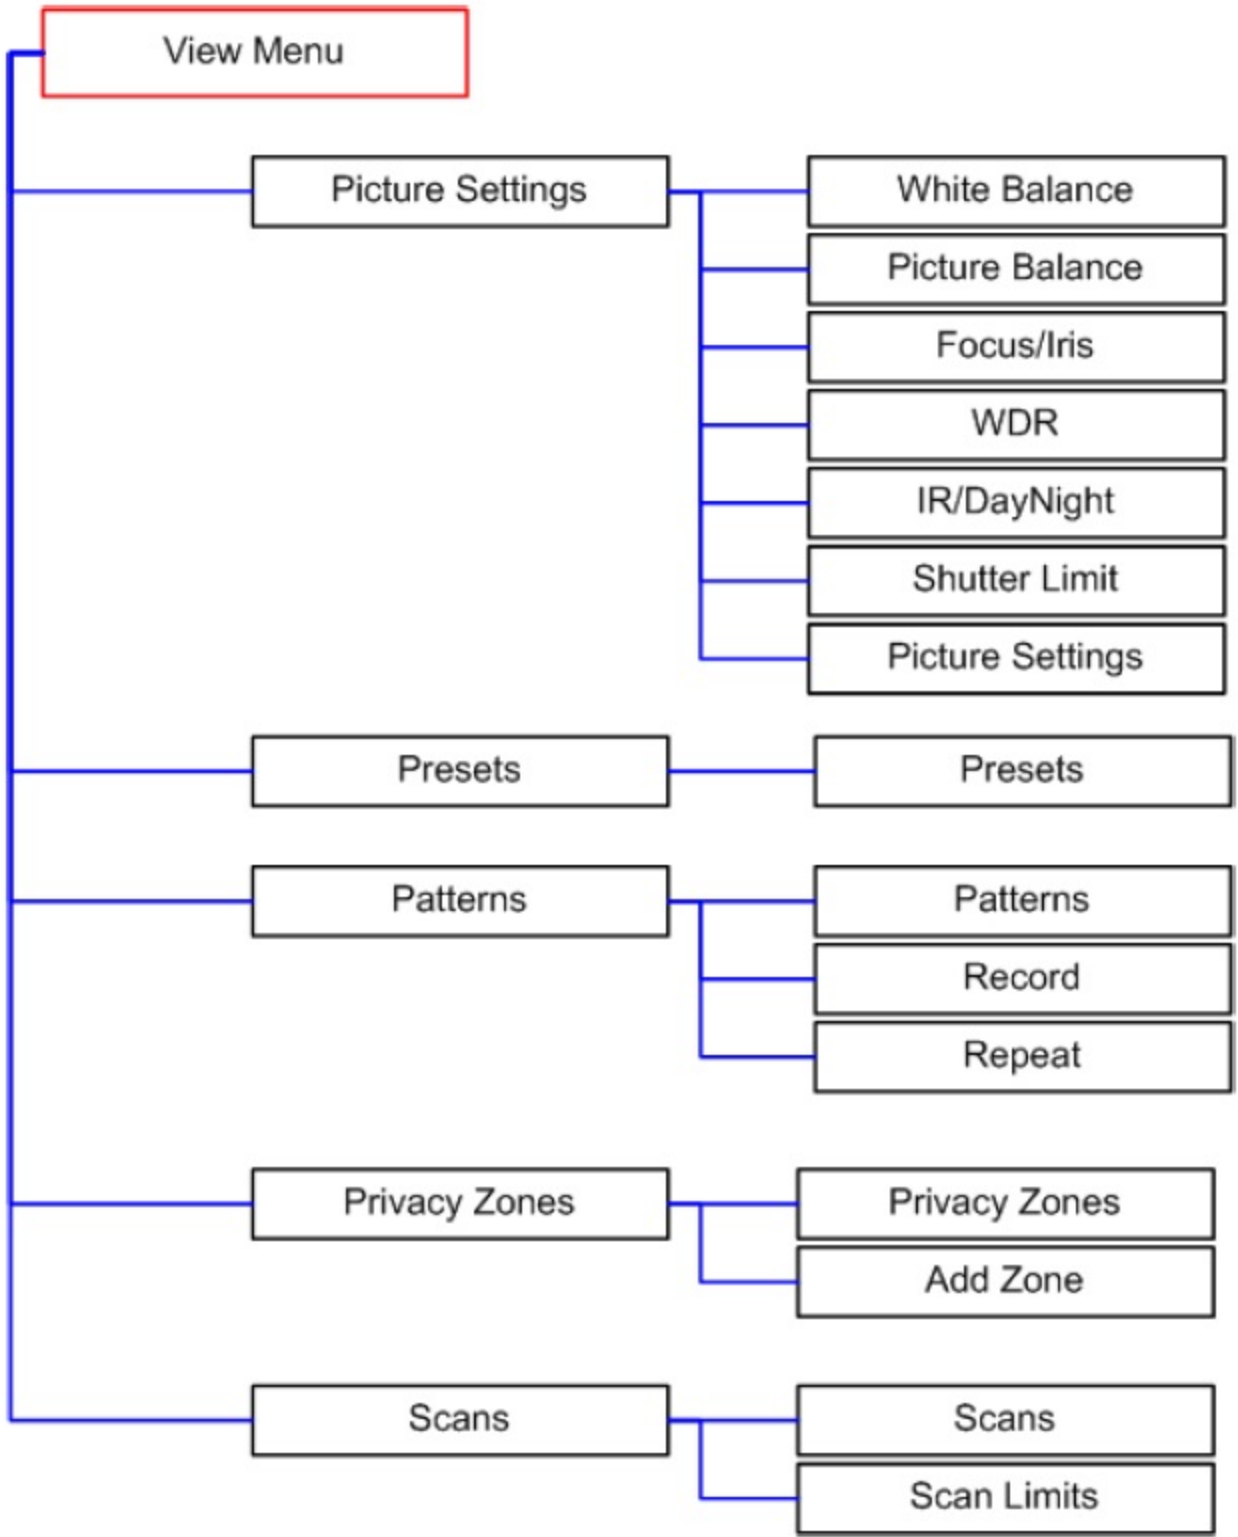 View Menu
Picture Settings
White Balance
Picture Balance
Focus/Iris
WDR
IR/DayNight
Shutter Limit
Picture Settings
Presets
Presets
Patterns
Patterns
Record
Repeat
Privacy Zones
Privacy Zones
Add Zone
Scans
Scans
Scan Limits